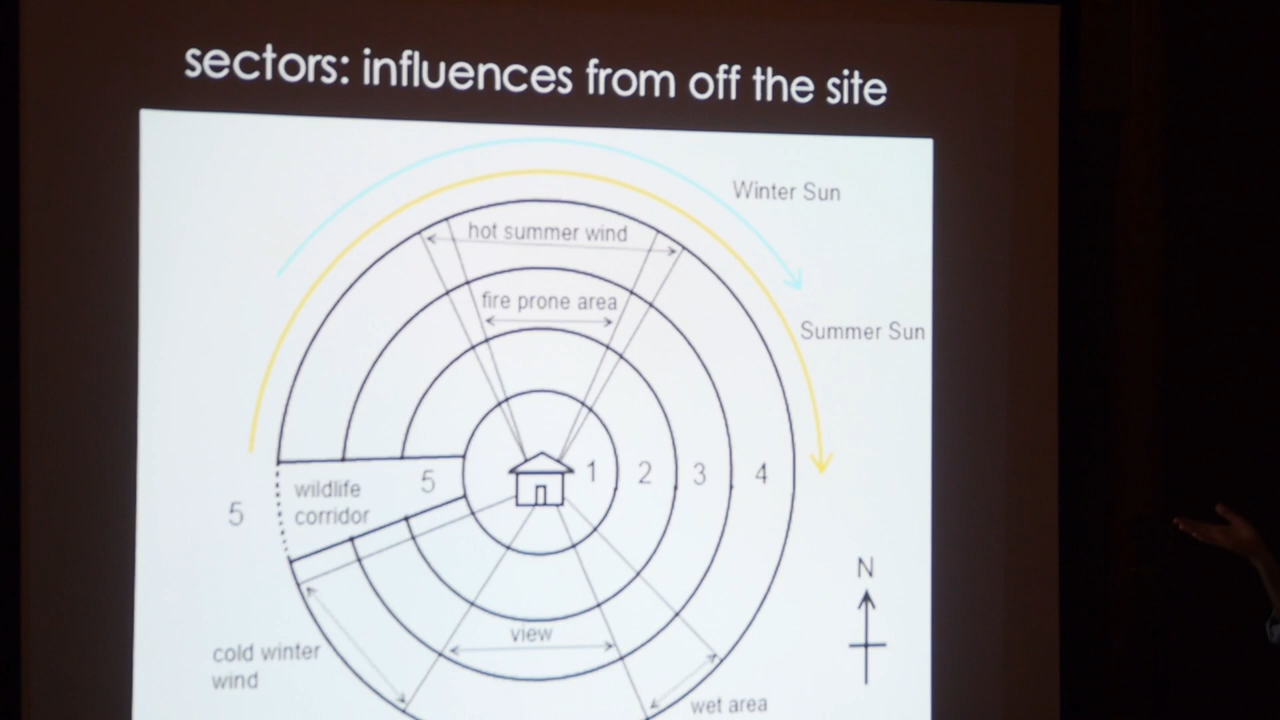 sectors: influences from off the site
Winter Sun
hot summer wind
fire prone area
Summer Sun
1 2 3 4
5
wildlife
corridor
5
N
view
cold winter
wind
wet area